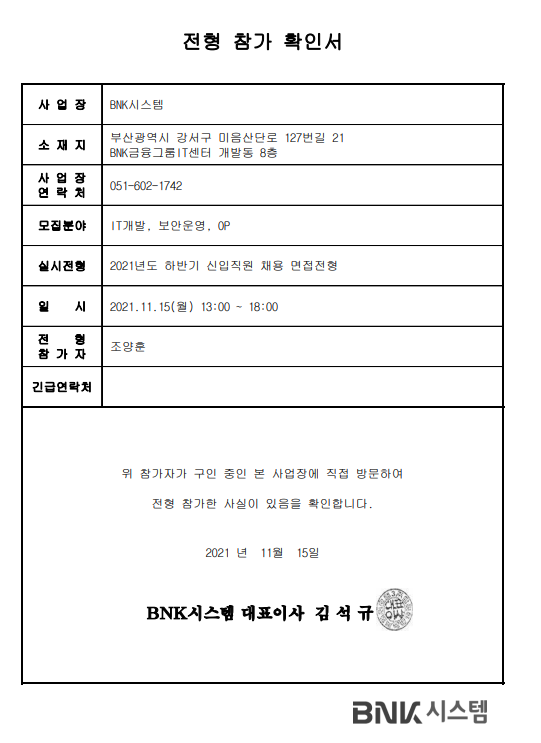 전형 참가 확인서
사 업 장
BNK시스템
소 재 지
부산광역시 강서구 미음산단로 127번길 21
BNK금융그룹IT센터 개발동 8층
사 업 장
연 락 처
051-602-1742
모집분야
IT개발, 보안운영, OP
실시전형
2021년도 하반기 신입직원 채용 면접전형
일 시
2021.11.15(월) 13:00 ~ 18:00
전 형
참 가 자
조양훈
긴급연락처
위 참가자가 구인 중인 본 사업장에 직접 방문하여
전형 참가한 사실이 있음을 확인합니다.
2021 년 11월 15일
BNK시스템 대표이사 김 석 규
BNK 시스템